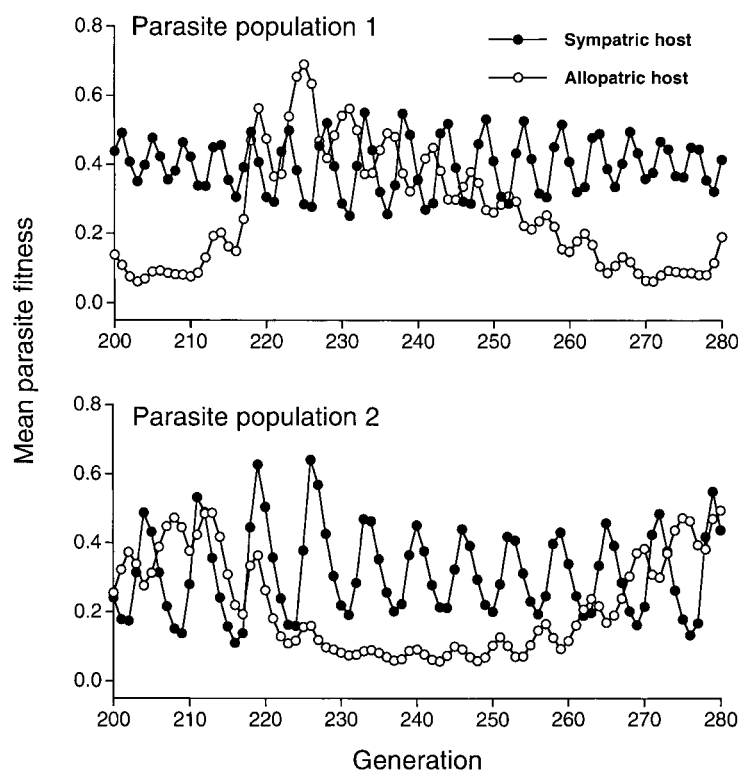 Parasite population 1
Sympatric host
Allopatric host
0.8
0.6
0.4
0.2
0.0
200 210 220 230 240 250 260 270 280
Mean parasite fitness
Parasite population 2
0.8
0.6
0.4
0.2
0.0
200 210 220 230 240 250 260 270 280
Generation